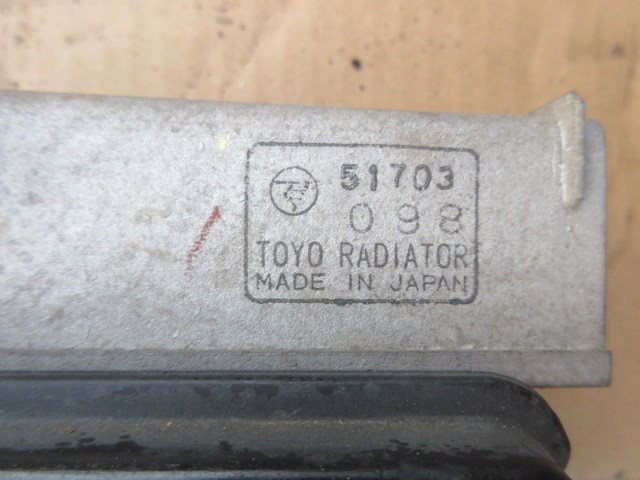 51703
098
TOYO RADIATOR
MADE IN JAPAN